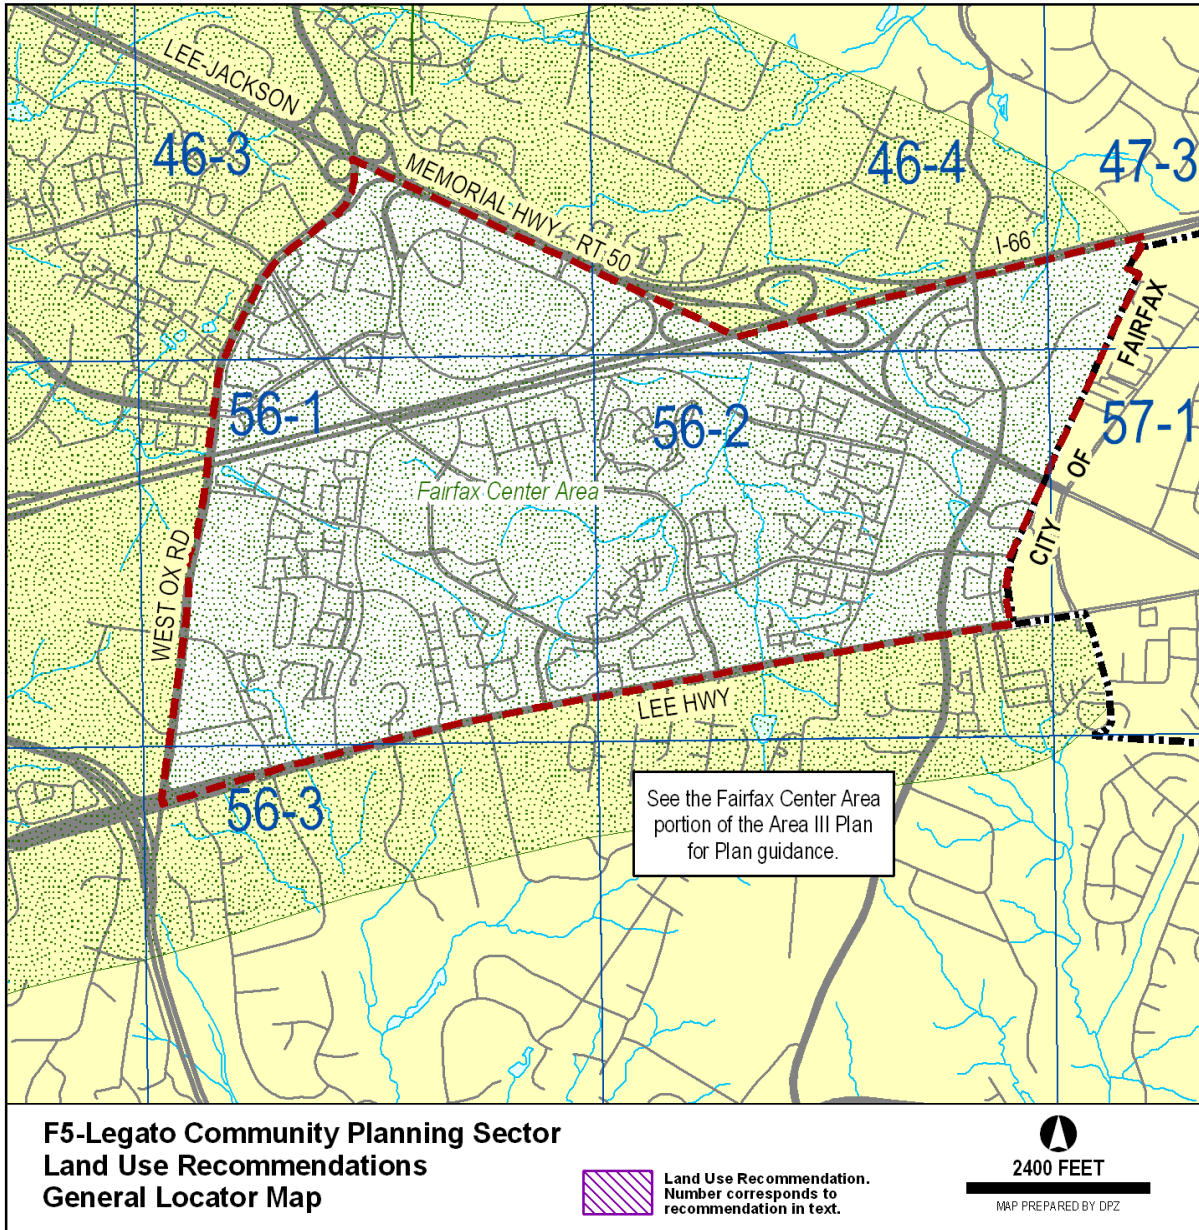 LEE-JACKSON
46-3
MEMORIAL HWY - RT 50
46-4
47-3
I-66
CITY OF FAIRFAX
56-1
56-2
57-1
Fairfax Center Area
WEST OX RD
LEE HWY
56-3
See the Fairfax Center Area
portion of the Area III Plan
for Plan guidance.
F5-Legato Community Planning Sector
Land Use Recommendations
General Locator Map
Land Use Recommendation.
Number corresponds to
recommendation in text.
2400 FEET
MAP PREPARED BY DPZ